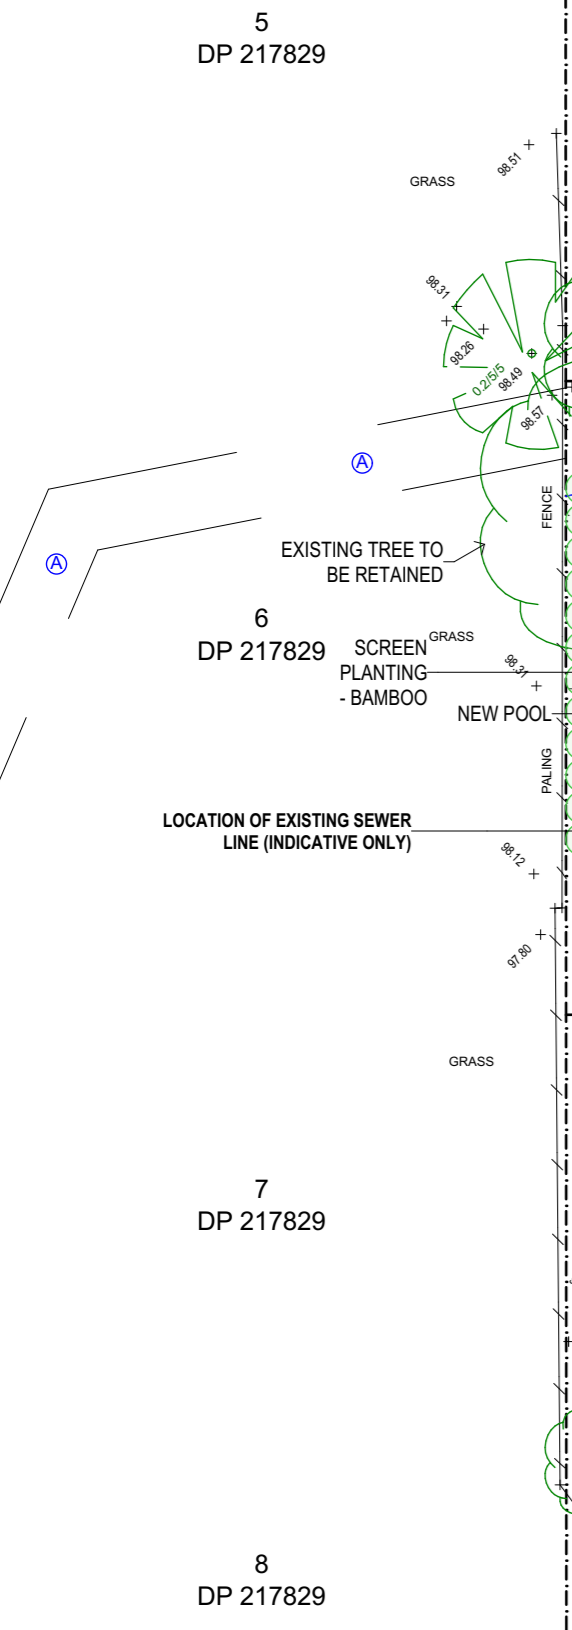 5
DP 217829
98.51
GRASS
98.31
98.26
98.49
0.2/5/5
98.57
A
FENCE
EXISTING TREE TO
BE RETAINED
A
6
DP 217829
GRASS
SCREEN
PLANTING
- BAMBOO
98.31
NEW POOL
PALING
LOCATION OF EXISTING SEWER
LINE (INDICATIVE ONLY)
98.12
97.80
GRASS
7
DP 217829
8
DP 217829